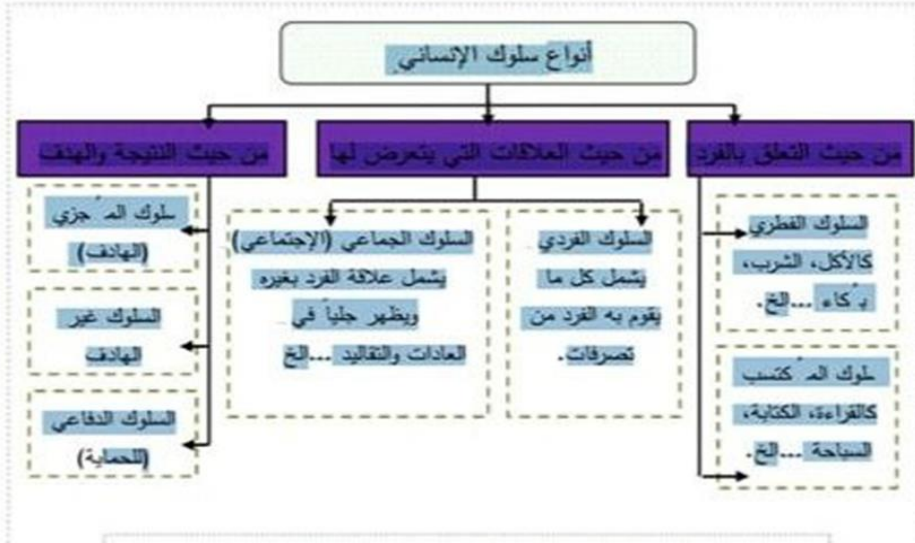 أنواع سلوك الإنساني
من حيث التعلق بالفرد
من حيث العلاقات التي يتعرض لها
من حيث النتيجة والهدف
السلوك الفطري
كالأكل، الشرب،
بكاء ...الخ.
سلوك المكتسب
كالقراءة، الكتابة،
السياحة ...الخ.
السلوك الفردي
يشمل كل ما
يقوم به الفرد من
تصرفات.
السلوك الجماعي (الإجتماعي)
يشمل علاقة الفرد بغيره
ويظهر جلياً في
العادات والتقاليد ...الخ
سلوك المجزي
(الهادف)
السلوك غير
الهادف
السلوك الدفاعي
(للحماية)